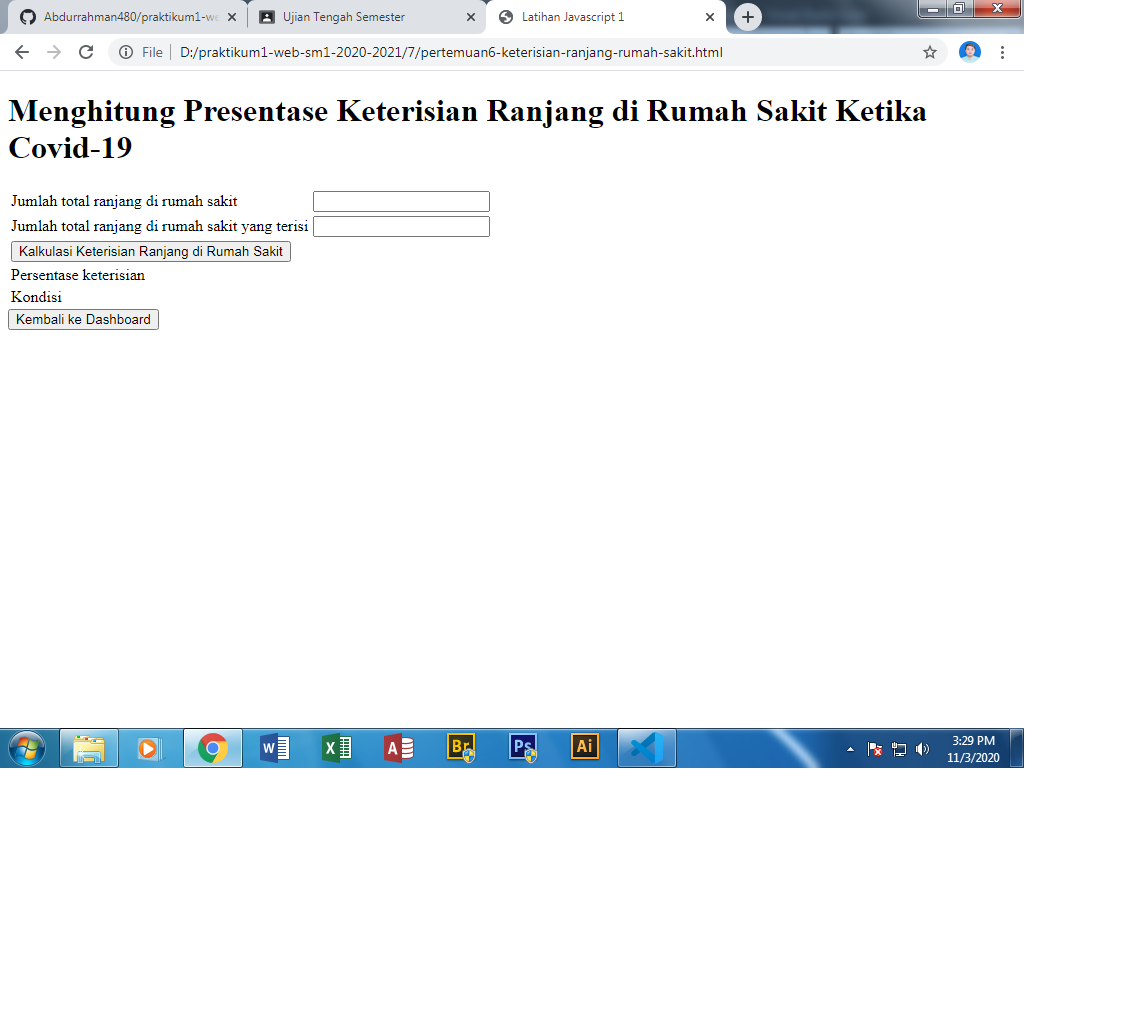 Abdurrahman480/praktikum1-we
Ujian Tengah Semester
Latihan Javascript 1
File
D:/praktikum1-web-sm1-2020-2021/7/pertemuan6-keterisian-ranjang-rumah-sakit.html
Menghitung Presentase Keterisian Ranjang di Rumah Sakit Ketika
Covid-19
Jumlah total ranjang di rumah sakit
Jumlah total ranjang di rumah sakit yang terisi
Kalkulasi Keterisian Ranjang di Rumah Sakit
Persentase keterisian
Kondisi
Kembali ke Dashboard
W
X
A
Br
Ps
Ai
3:29 PM
11/3/2020